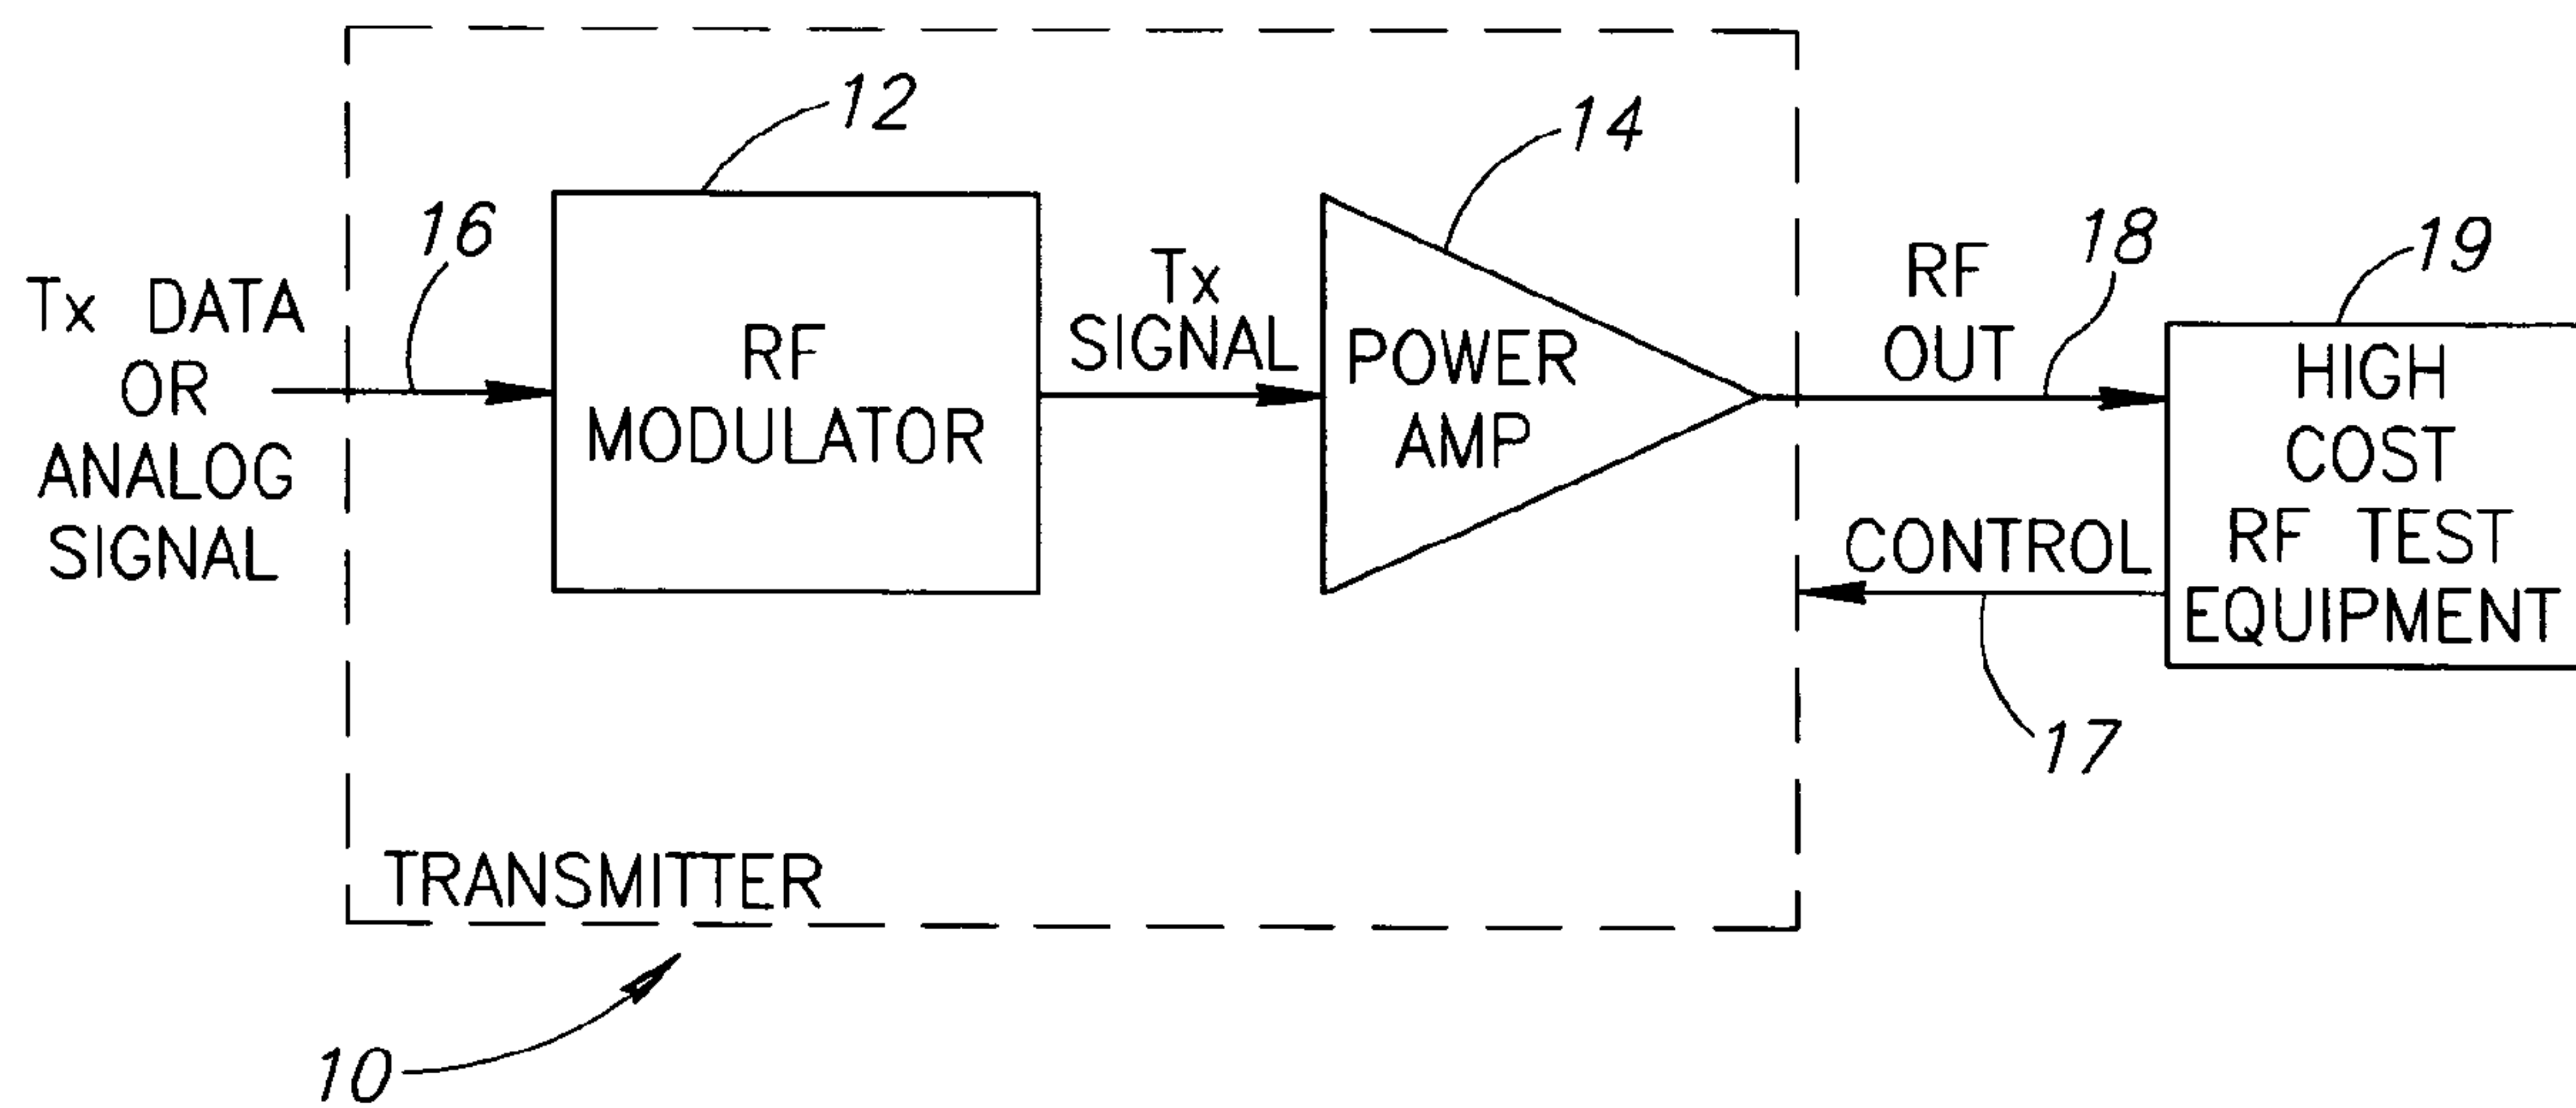 12
14
16
18
19
Tx DATA
OR
ANALOG
SIGNAL
RF
MODULATOR
Tx
SIGNAL
POWER
AMP
RF
OUT
HIGH
COST
RF TEST
EQUIPMENT
CONTROL
17
TRANSMITTER
10